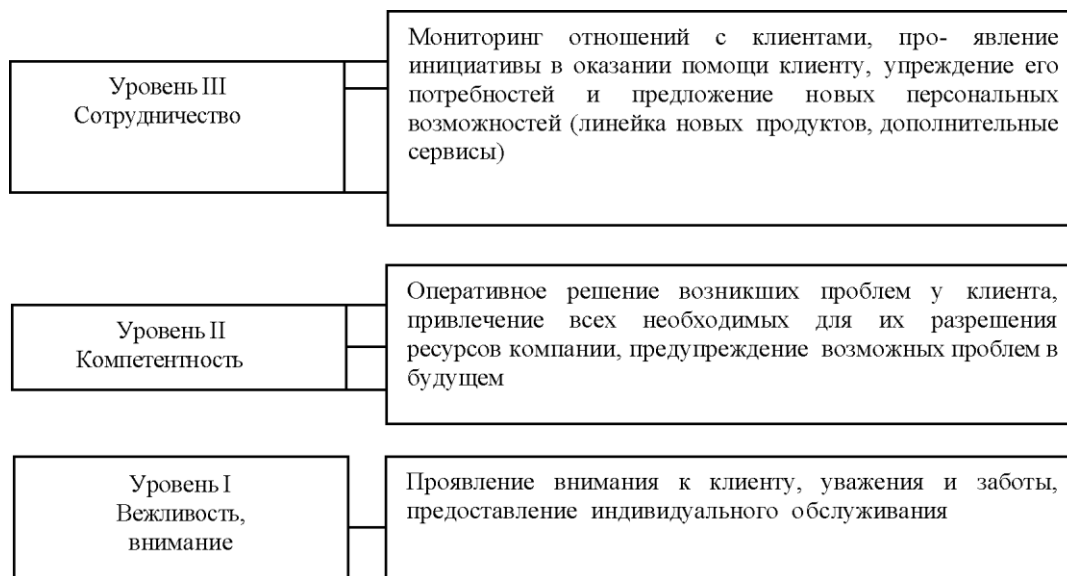 Уровень III
Сотрудничество
Мониторинг отношений с клиентами, про- явление
инициативы в оказании помощи клиенту, упреждение его
потребностей и предложение новых персональных
возможностей (линейка новых продуктов, дополнительные
сервисы)
Уровень II
Компетентность
Оперативное решение возникших проблем у клиента,
привлечение всех необходимых для их разрешения
ресурсов компании, предупреждение возможных проблем в
будущем
Уровень I
Вежливость,
внимание
Проявление внимания к клиенту, уважения и заботы,
предоставление индивидуального обслуживания